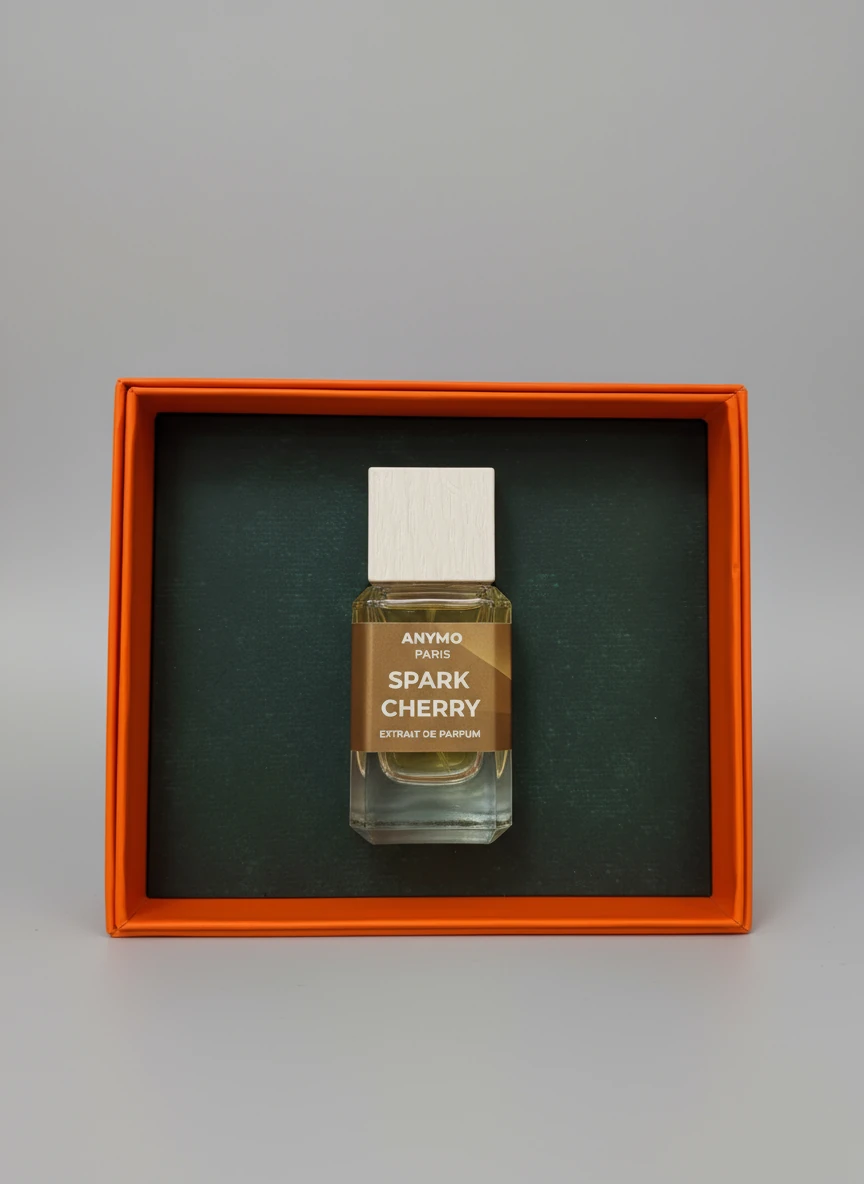 ANYMO
PARIS
SPARK
CHERRY
EXTRAIT DE PARFUM